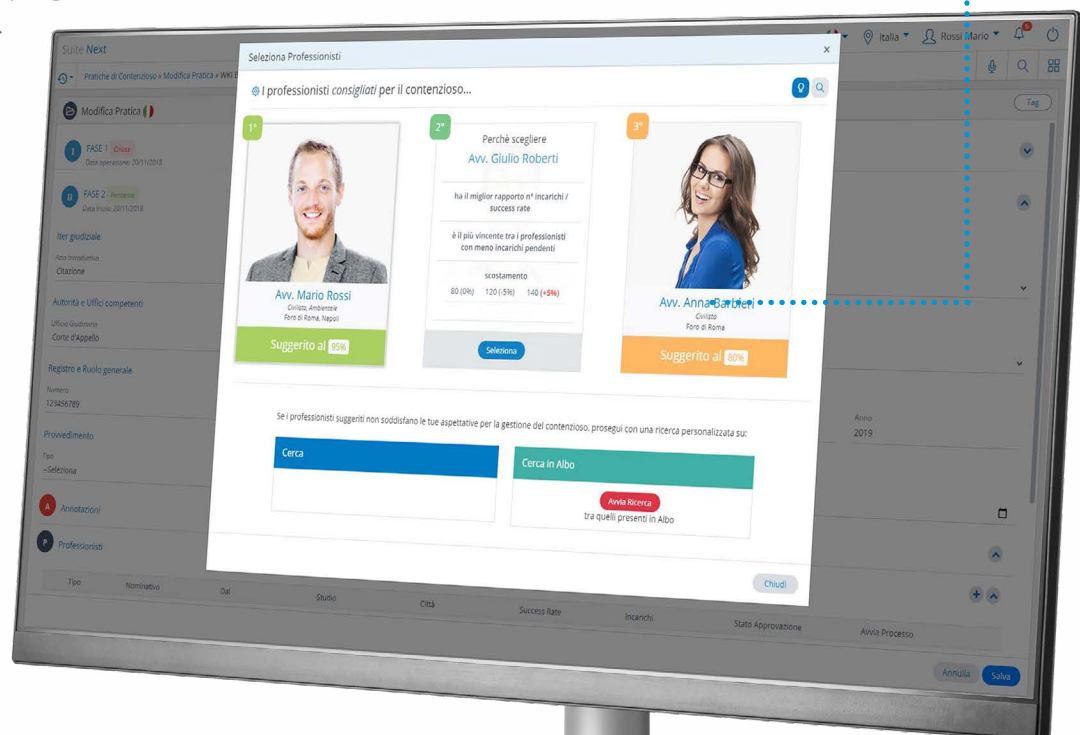 Suite Next
Italia
Rossi Mario
6
Pratiche di Contenzioso » Modifica Pratica » WKI E
Modifica Pratica
Tag
I
FASE 1 Chiusa
Data operazione: 20/11/2018
II
FASE 2 Pendente
Data inizio: 20/11/2018
Iter giudiziale
Atto Introduttivo
Citazione
Autorità e Uffici competenti
Ufficio Giudiziario
Corte d'Appello
Registro e Ruolo generale
Numero
123456789
Anno
2019
Provvedimento
Tipo
--Seleziona
A
Annotazioni
P
Professionisti
Tipo Nominativo Dal Studio Città Success Rate Incarichi Stato Approvazione Avvia Processo
Annulla Salva
Seleziona Professionisti
×
I professionisti consigliati per il contenzioso...
1°
Avv. Mario Rossi
Civilista, Ambientale
Foro di Roma, Napoli
Suggerito al 95%
2°
Perchè scegliere
Avv. Giulio Roberti
ha il miglior rapporto n° incarichi /
success rate
è il più vincente tra i professionisti
con meno incarichi pendenti
scostamento
80 (0%) 120 (-5%) 140 (+5%)
Seleziona
3°
Avv. Anna Barbieri
Civilista
Foro di Roma
Suggerito al 80%
Se i professionisti suggeriti non soddisfano le tue aspettative per la gestione del contenzioso, prosegui con una ricerca personalizzata su:
Cerca
Cerca in Albo
Avvia Ricerca
tra quelli presenti in Albo
Chiudi